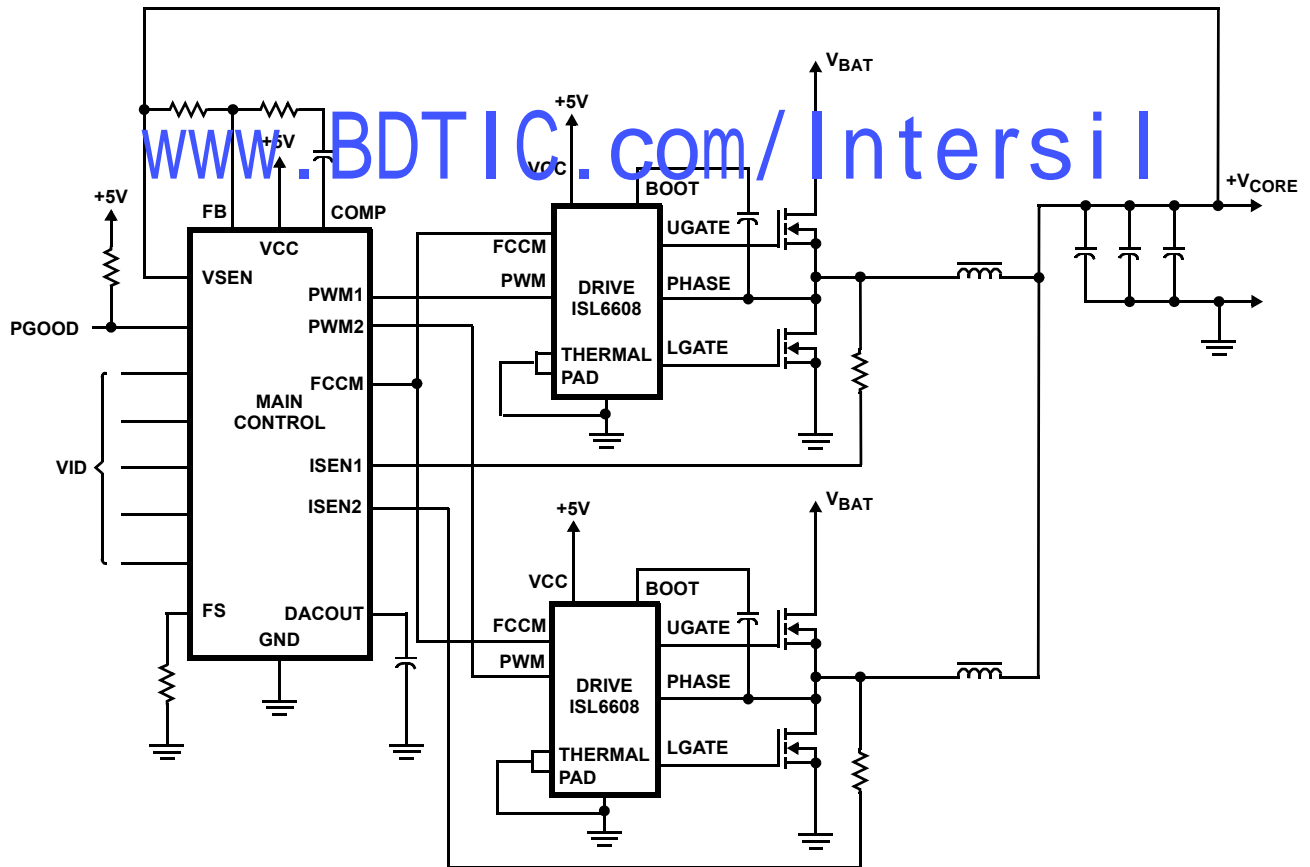 VBAT
+5V
www.BDTIC.com/Intersil
+5V
VCC
BOOT
+VCORE
+5V
FB
COMP
VCC
UGATE
FCCM
VSEN
PWM
DRIVE
ISL6608
PHASE
PWM1
PGOOD
PWM2
THERMAL
PAD
LGATE
FCCM
MAIN
CONTROL
VID
ISEN1
ISEN2
VBAT
+5V
VCC
BOOT
FS
DACOUT
FCCM
UGATE
GND
PWM
DRIVE
ISL6608
PHASE
THERMAL
PAD
LGATE